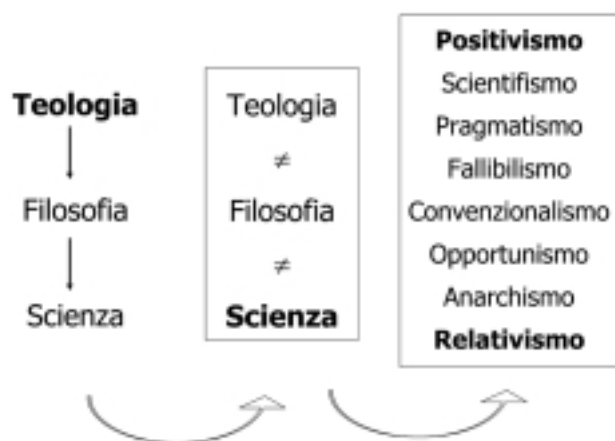 Teologia
Filosofia
Scienza
Teologia
≠
Filosofia
≠
Scienza
Positivismo
Scientifismo
Pragmatismo
Fallibilismo
Convenzionalismo
Opportunismo
Anarchismo
Relativismo